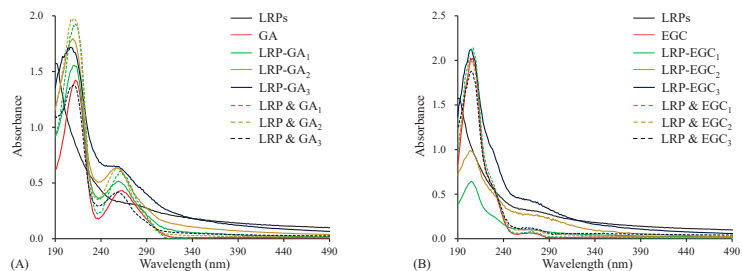 2.0
1.5
1.0
0.5
0.0
Absorbance
190
240
290
340
390
440
490
Wavelength (nm)
(A)
LRPs
GA
LRP-GA1
LRP-GA2
LRP-GA3
LRP & GA1
LRP & GA2
LRP & GA3
2.5
2.0
1.5
1.0
0.5
0.0
Absorbance
190
240
290
340
390
440
490
Wavelength (nm)
(B)
LRPs
EGC
LRP-EGC1
LRP-EGC2
LRP-EGC3
LRP & EGC1
LRP & EGC2
LRP & EGC3